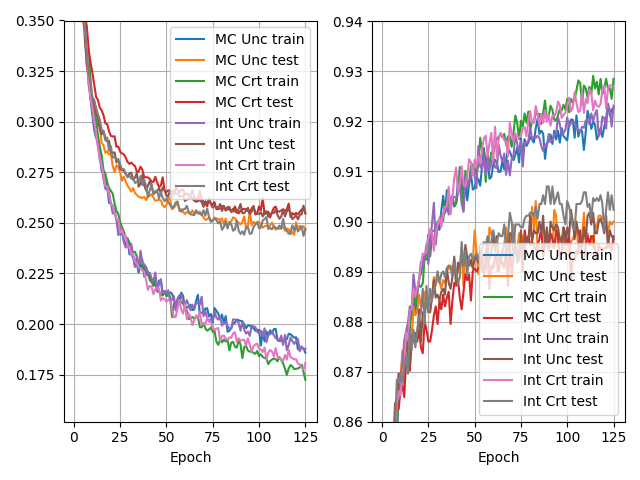 0.350
0.325
0.300
0.275
0.250
0.225
0.200
0.175
0
25
50
75
100
125
Epoch
MC Unc train
MC Unc test
MC Crt train
MC Crt test
Int Unc train
Int Unc test
Int Crt train
Int Crt test
0.94
0.93
0.92
0.91
0.90
0.89
0.88
0.87
0.86
0
25
50
75
100
125
Epoch
MC Unc train
MC Unc test
MC Crt train
MC Crt test
Int Unc train
Int Unc test
Int Crt train
Int Crt test